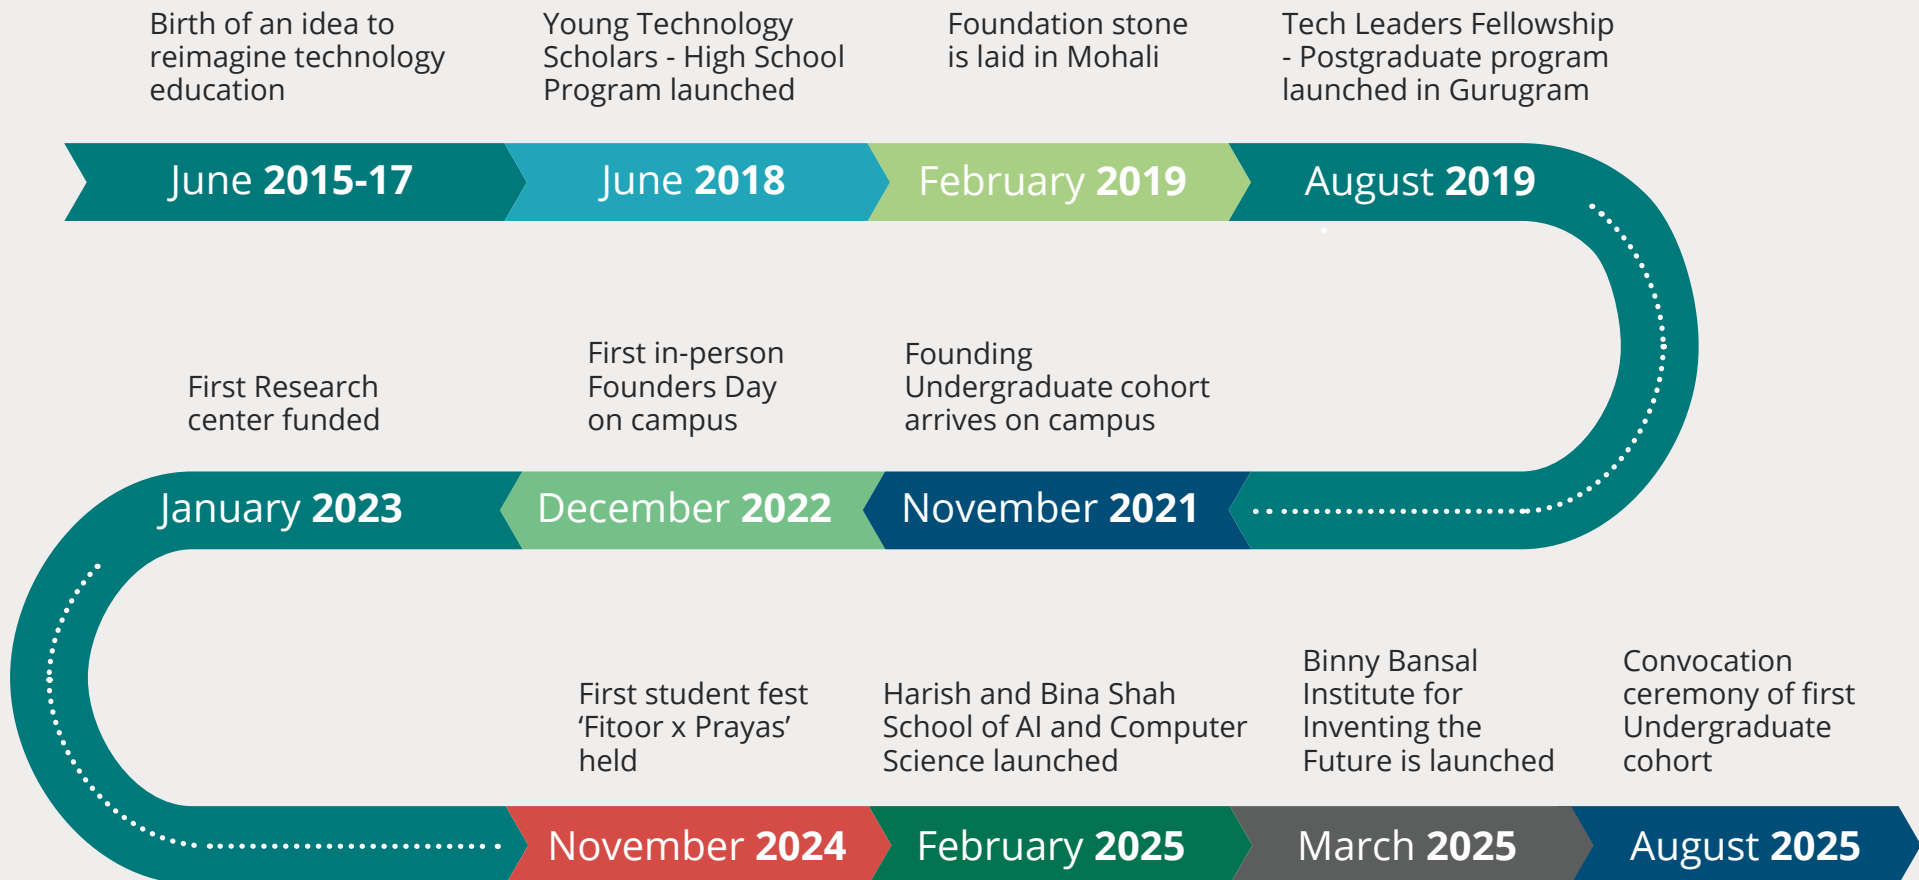 Birth of an idea to
reimagine technology
education
Young Technology
Scholars - High School
Program launched
Foundation stone
is laid in Mohali
Tech Leaders Fellowship
- Postgraduate program
launched in Gurugram
June 2015-17
June 2018
February 2019
August 2019
Founding
Undergraduate cohort
arrives on campus
First in-person
Founders Day
on campus
First Research
center funded
November 2021
December 2022
January 2023
First student fest
‘Fitoor x Prayas’
held
Harish and Bina Shah
School of AI and Computer
Science launched
Binny Bansal
Institute for
Inventing the
Future is launched
Convocation
ceremony of first
Undergraduate
cohort
November 2024
February 2025
March 2025
August 2025